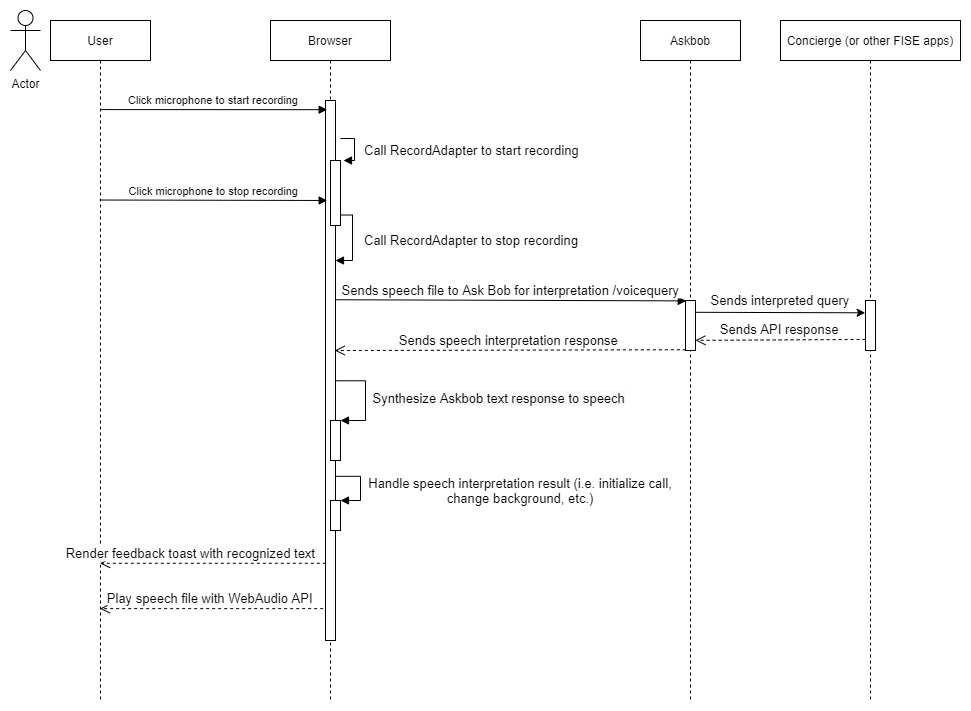 User
Browser
Askbob
Concierge (or other FISE apps)
Actor
Click microphone to start recording
Call RecordAdapter to start recording
Click microphone to stop recording
Call RecordAdapter to stop recording
Sends speech file to Ask Bob for interpretation /voicequery
Sends interpreted query
Sends API response
Sends speech interpretation response
Synthesize Askbob text response to speech
Handle speech interpretation result (i.e. initialize call,
change background, etc.)
Render feedback toast with recognized text
Play speech file with WebAudio API